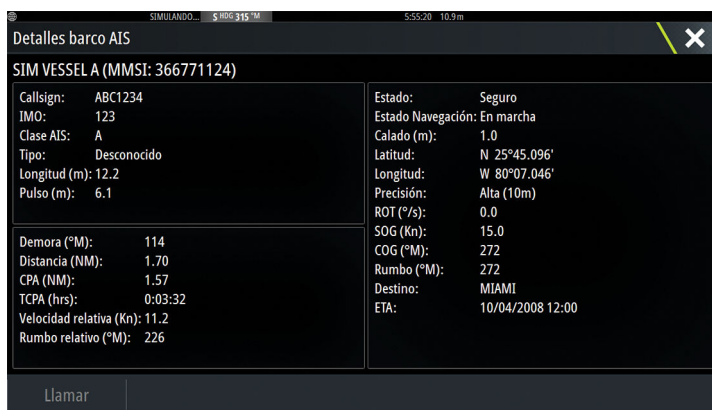 SIMULANDO... S HDG 315 °M 5:55:20 10.9 m
Detalles barco AIS
SIM VESSEL A (MMSI: 366771124)
Callsign: ABC1234
IMO: 123
Clase AIS: A
Tipo: Desconocido
Longitud (m): 12.2
Pulso (m): 6.1
Demora (°M): 114
Distancia (NM): 1.70
CPA (NM): 1.57
TCPA (hrs): 0:03:32
Velocidad relativa (Kn): 11.2
Rumbo relativo (°M): 226
Estado: Seguro
Estado Navegación: En marcha
Calado (m): 1.0
Latitud: N 25°45.096'
Longitud: W 80°07.046'
Precisión: Alta (10m)
ROT (°/s): 0.0
SOG (Kn): 15.0
COG (°M): 272
Rumbo (°M): 272
Destino: MIAMI
ETA: 10/04/2008 12:00
Llamar